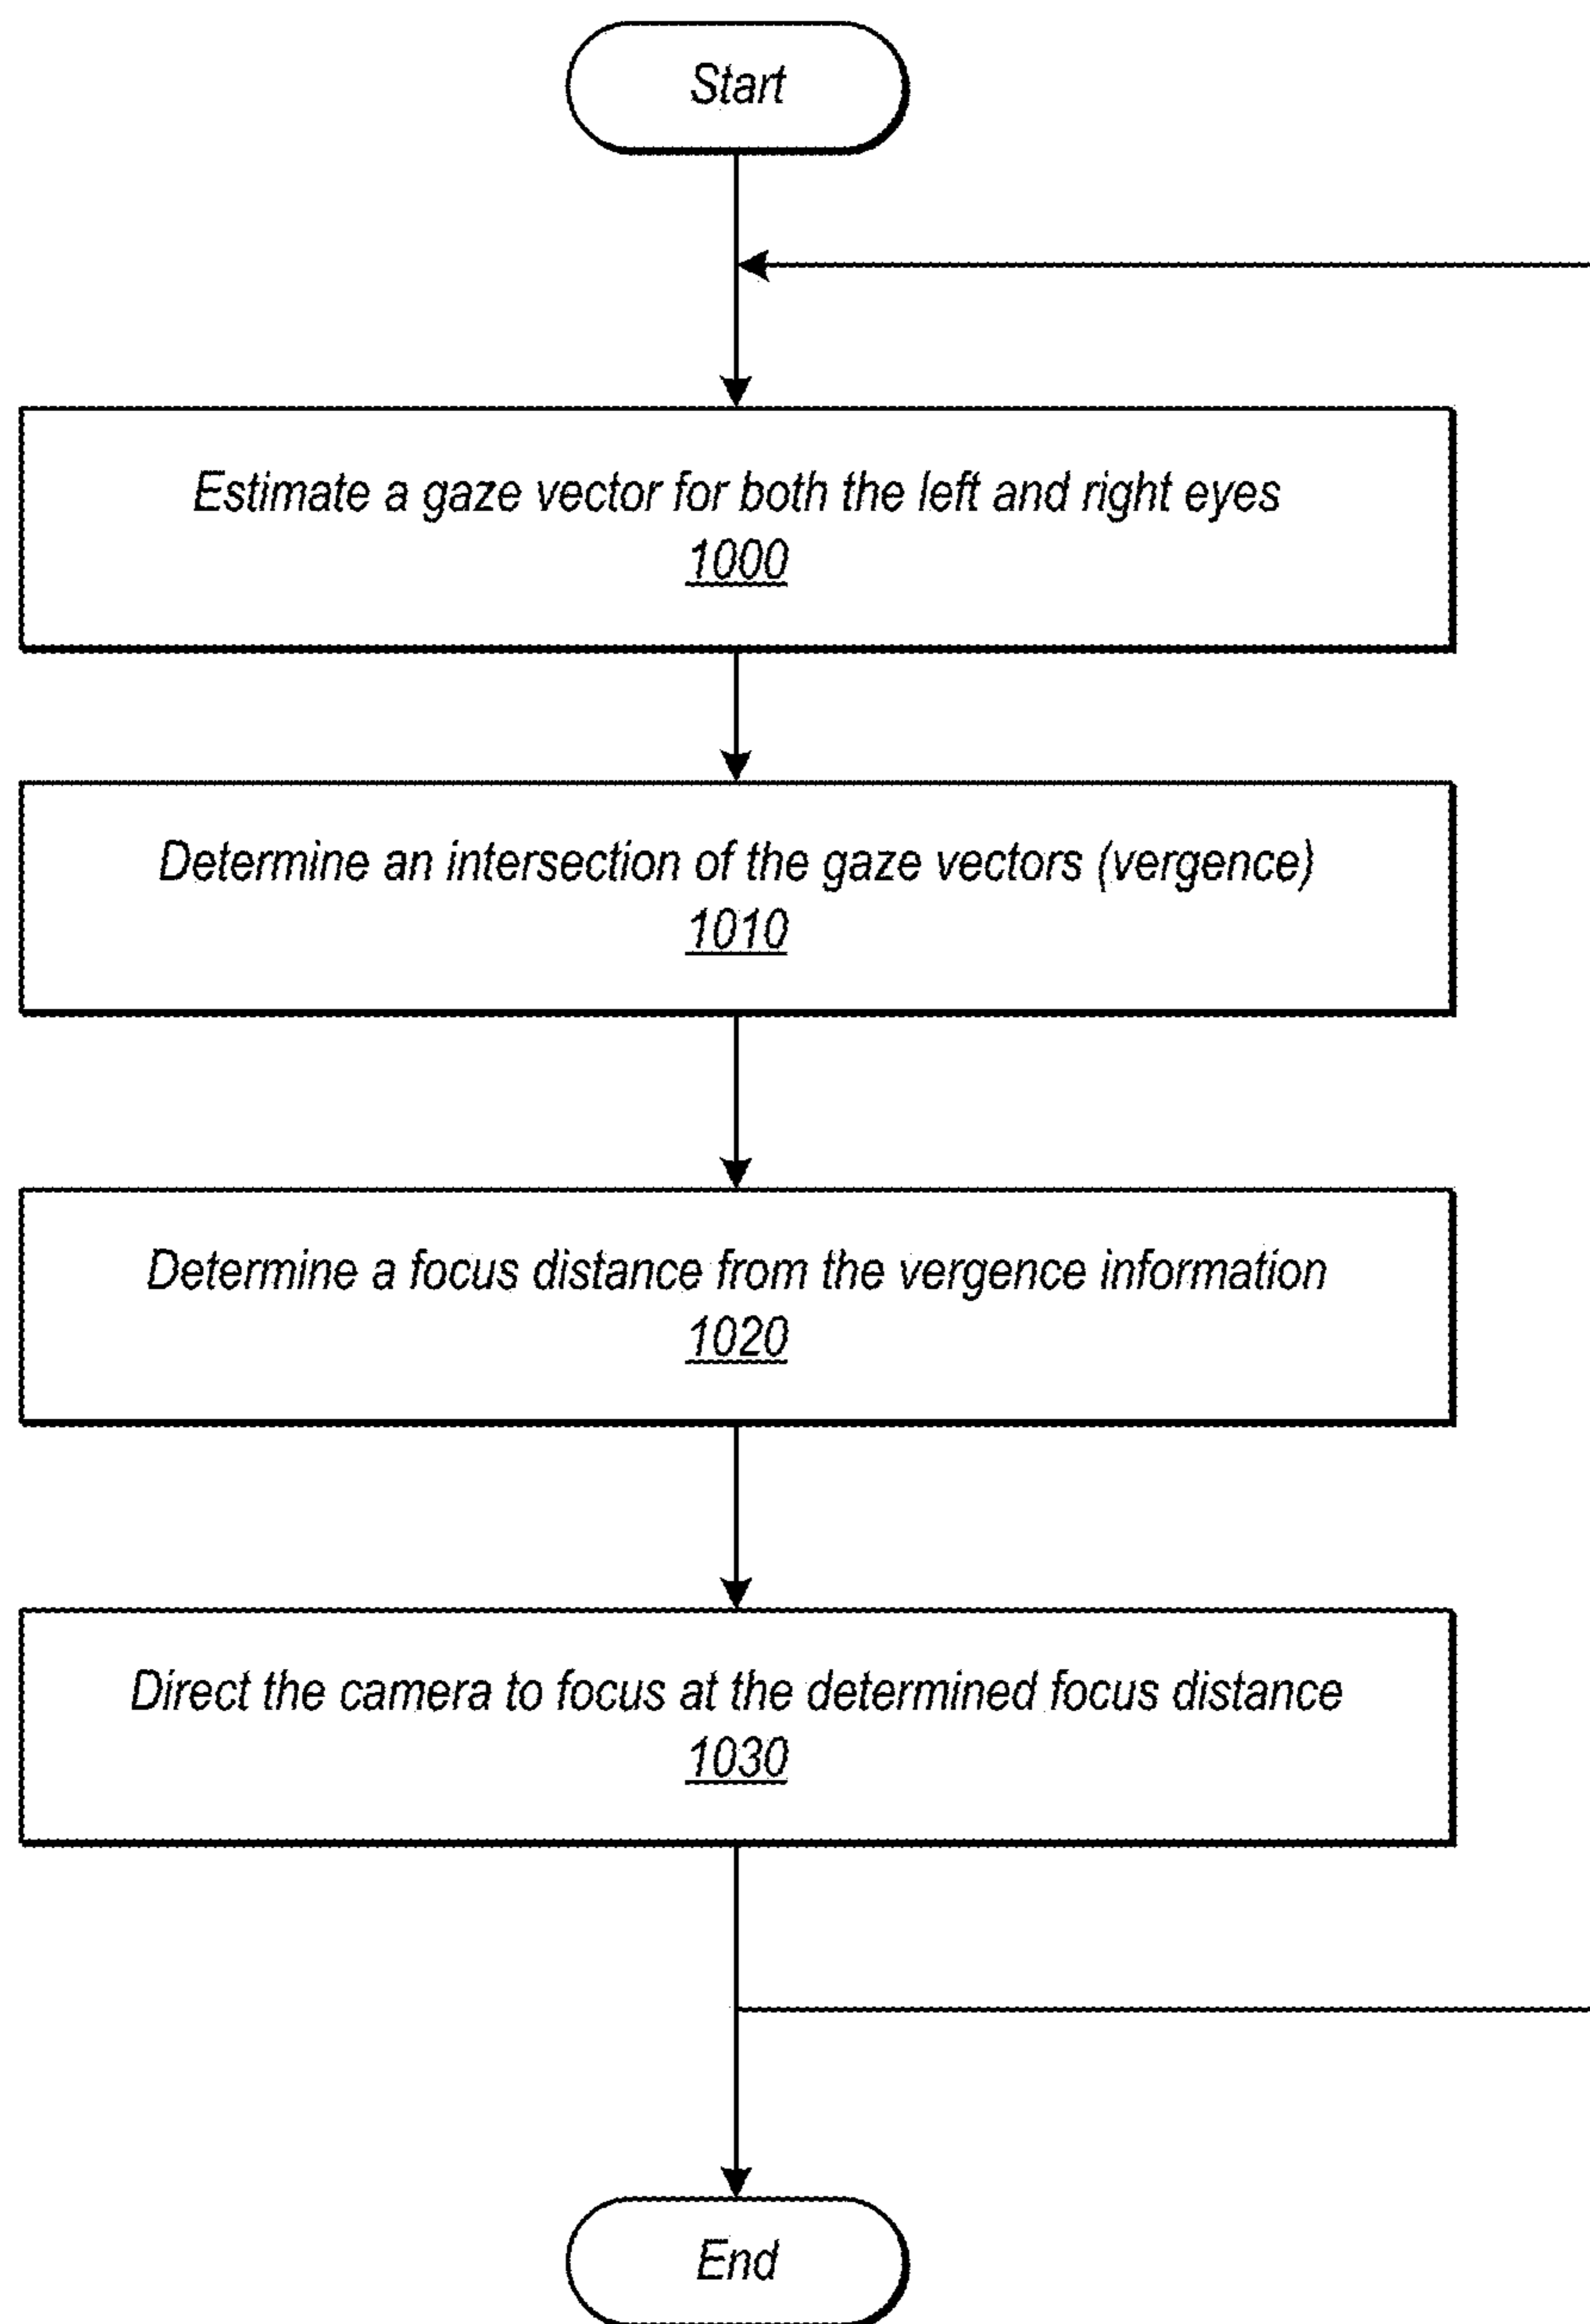 Start
Estimate a gaze vector for both the left and right eyes
1000
Determine an intersection of the gaze vectors (vergence)
1010
Determine a focus distance from the vergence information
1020
Direct the camera to focus at the determined focus distance
1030
End